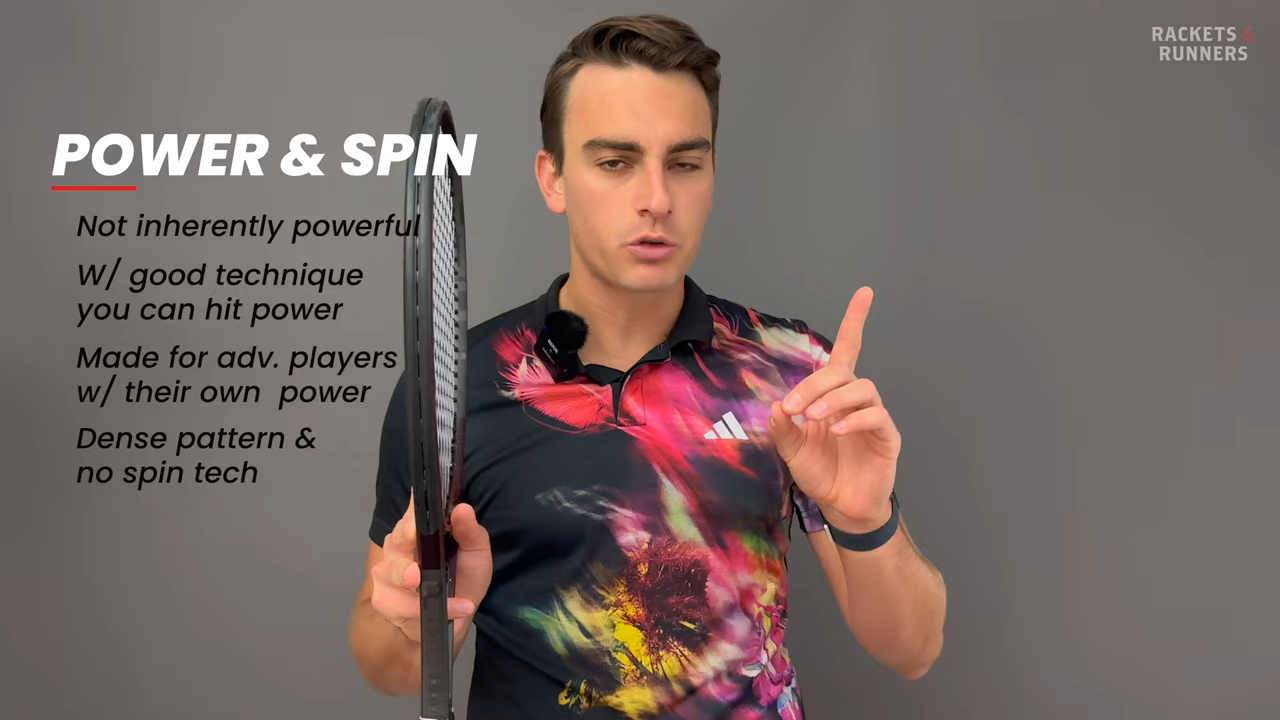 RACKETS &
RUNNERS
POWER & SPIN
Not inherently powerful
W/ good technique
you can hit power
Made for adv. players
w/ their own power
Dense pattern &
no spin tech